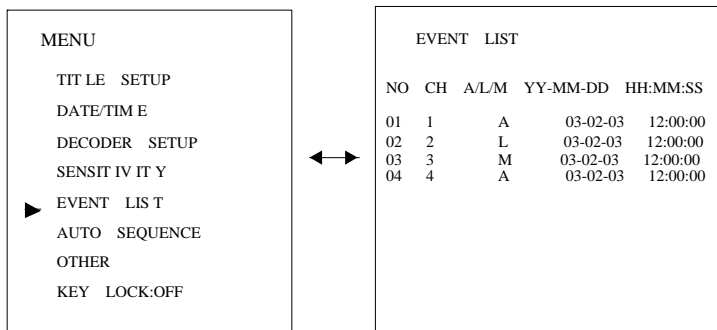 MENU
TIT LE SETUP
DATE/TIM E
DECODER SETUP
SENSIT IV IT Y
EVENT LIS T
AUTO SEQUENCE
OTHER
KEY LOCK:OFF
EVENT LIST
NO CH A/L/M YY-MM-DD HH:MM:SS
01 1 A 03-02-03 12:00:00
02 2 L 03-02-03 12:00:00
03 3 M 03-02-03 12:00:00
04 4 A 03-02-03 12:00:00